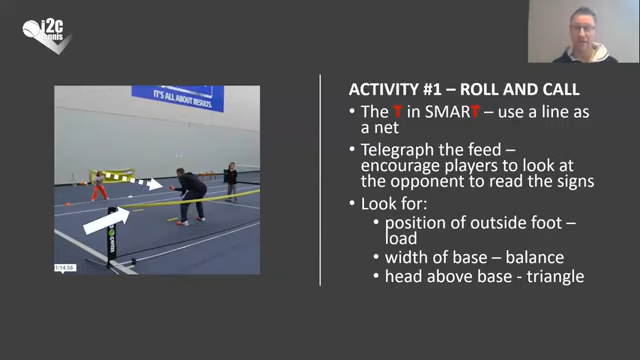 i2c
tennis
IT'S ALL ABOUT RESULTS.
ACTIVITY #1 – ROLL AND CALL
• The T in SMART – use a line as
a net
• Telegraph the feed –
encourage players to look at
the opponent to read the signs
• Look for:
• position of outside foot –
load
• width of base – balance
• head above base - triangle
1:14.58